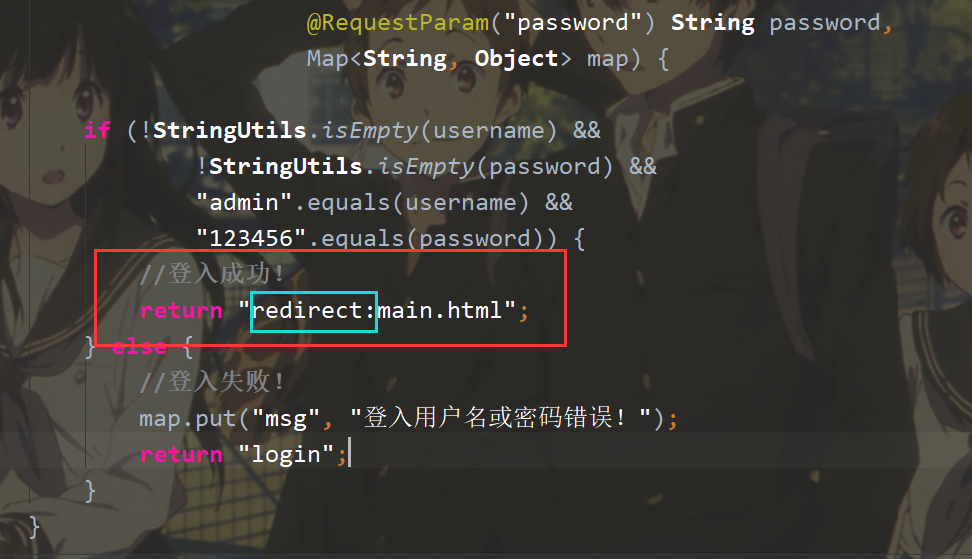 @RequestParam("password") String password,
Map<String, Object> map) {
if (!StringUtils.isEmpty(username) &&
!StringUtils.isEmpty(password) &&
"admin".equals(username) &&
"123456".equals(password)) {
//登入成功!
return "redirect:main.html";
} else {
//登入失败!
map.put("msg", "登入用户名或密码错误!");
return "login";
}
}